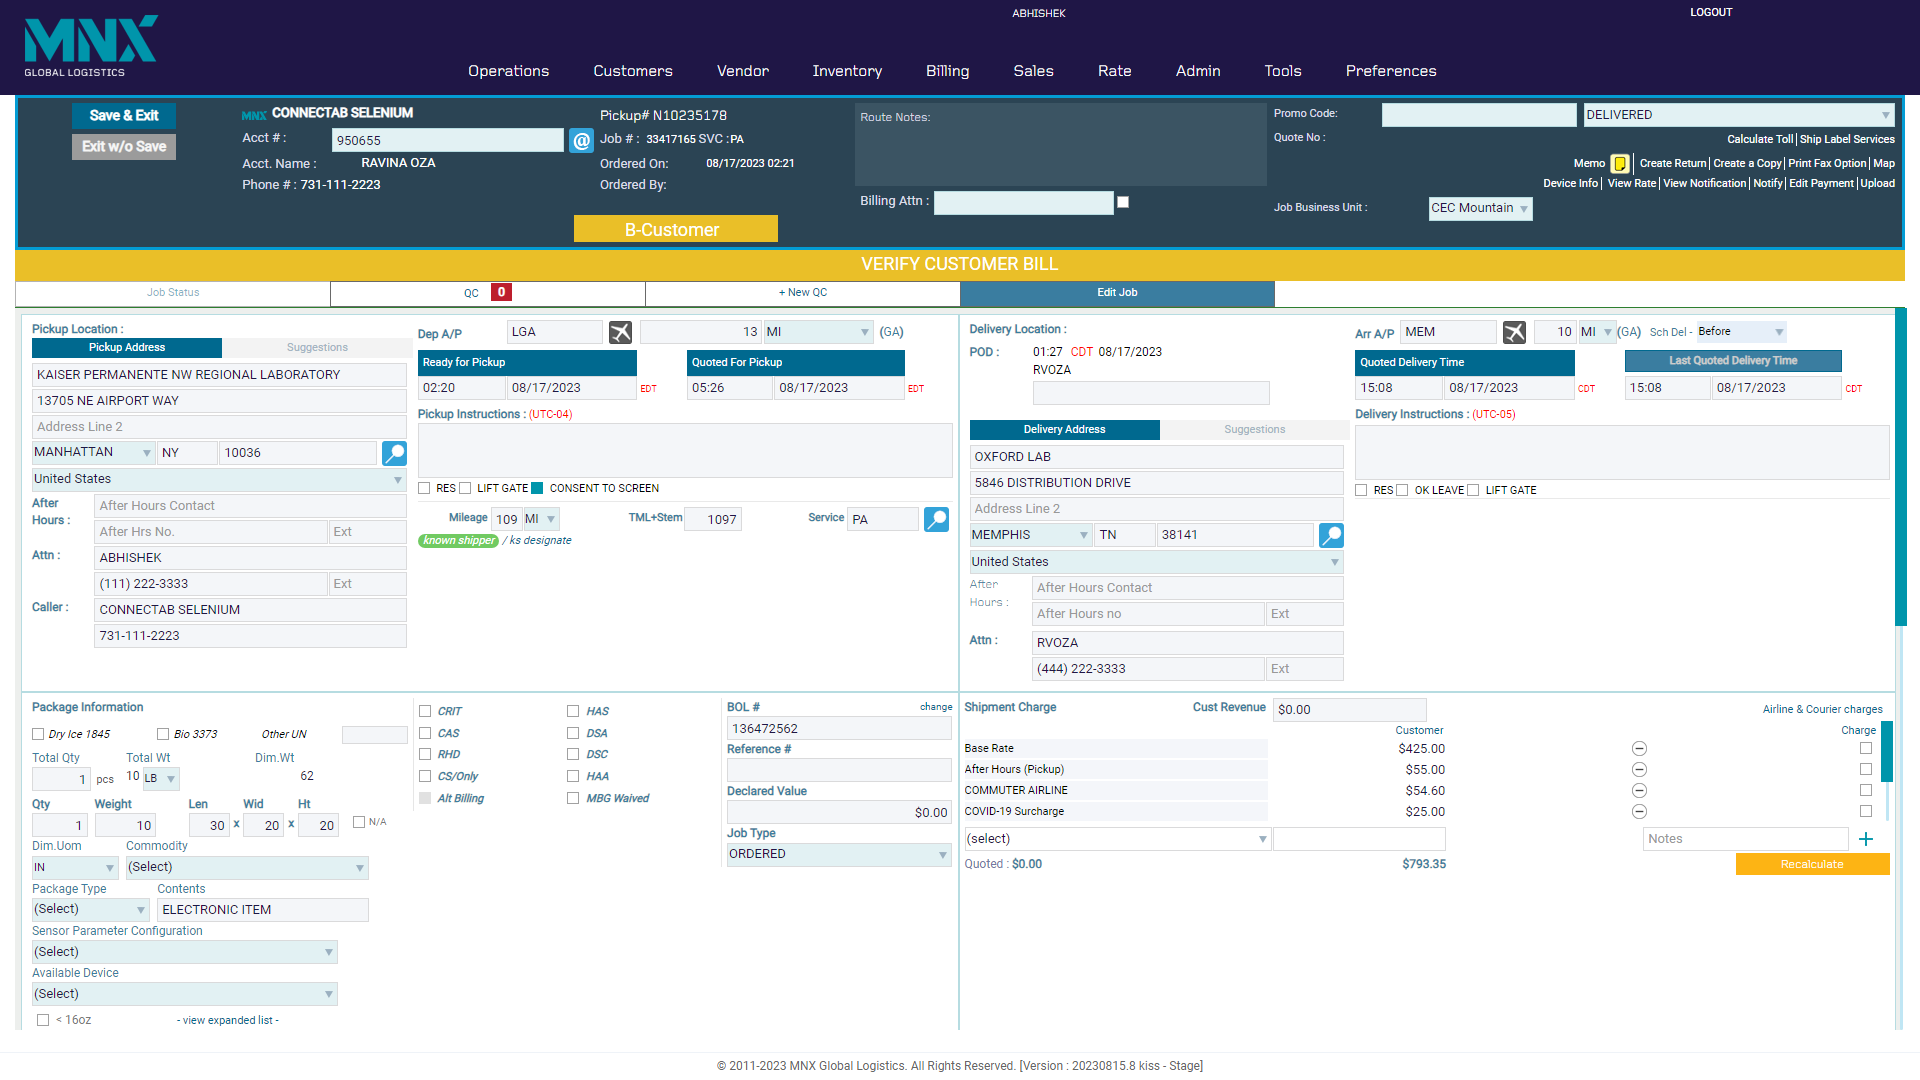 ABHISHEK
LOGOUT
MNX
GLOBAL LOGISTICS
Operations Customers Vendor Inventory Billing Sales Rate Admin Tools Preferences
Save & Exit
Exit w/o Save
MNX CONNECTAB SELENIUM
Acct # : 950655 @
Acct. Name : RAVINA OZA
Phone # : 731-111-2223
Pickup# N10235178
Job # : 33417165 SVC :PA
Ordered On: 08/17/2023 02:21
Ordered By:
B-Customer
Route Notes:
Billing Attn :
Promo Code: DELIVERED
Quote No :
Calculate Toll | Ship Label Services
Memo | Create Return | Create a Copy | Print Fax Option | Map
Device Info | View Rate | View Notification | Notify | Edit Payment | Upload
Job Business Unit : CEC Mountain
VERIFY CUSTOMER BILL
Job Status QC 0 + New QC Edit Job
Pickup Location :
Pickup Address Suggestions
KAISER PERMANENTE NW REGIONAL LABORATORY
13705 NE AIRPORT WAY
Address Line 2
MANHATTAN NY 10036
United States
After Hours : After Hours Contact
After Hrs No. Ext
Attn : ABHISHEK
(111) 222-3333 Ext
Caller : CONNECTAB SELENIUM
731-111-2223
Dep A/P LGA 13 MI (GA)
Ready for Pickup Quoted For Pickup
02:20 08/17/2023 EDT 05:26 08/17/2023 EDT
Pickup Instructions : (UTC-04)
RES LIFT GATE CONSENT TO SCREEN
Mileage 109 MI TML+Stem 1097 Service PA
known shipper / ks designate
Delivery Location :
POD : 01:27 CDT 08/17/2023
RVOZA
Delivery Address Suggestions
OXFORD LAB
5846 DISTRIBUTION DRIVE
Address Line 2
MEMPHIS TN 38141
United States
After Hours : After Hours Contact
After Hours no Ext
Attn : RVOZA
(444) 222-3333 Ext
Arr A/P MEM 10 MI (GA) Sch Del - Before
Quoted Delivery Time Last Quoted Delivery Time
15:08 08/17/2023 CDT 15:08 08/17/2023 CDT
Delivery Instructions : (UTC-05)
RES OK LEAVE LIFT GATE
Package Information
Dry Ice 1845 Bio 3373 Other UN
Total Qty Total Wt Dim.Wt
1 pcs 10 LB 62
Qty Weight Len Wid Ht
1 10 30 x 20 x 20 N/A
Dim.Uom Commodity
IN (Select)
Package Type Contents
(Select) ELECTRONIC ITEM
Sensor Parameter Configuration
(Select)
Available Device
(Select)
< 16oz - view expanded list -
CRIT HAS
CAS DSA
RHD DSC
CS/Only HAA
Alt Billing MBG Waived
BOL # change
136472562
Reference #
Declared Value
$0.00
Job Type
ORDERED
Shipment Charge Cust Revenue $0.00 Airline & Courier charges
Customer Charge
Base Rate $425.00
After Hours (Pickup) $55.00
COMMUTER AIRLINE $54.60
COVID-19 Surcharge $25.00
(select) Notes +
Quoted : $0.00 $793.35 Recalculate
© 2011-2023 MNX Global Logistics. All Rights Reserved. [Version : 20230815.8 kiss - Stage]